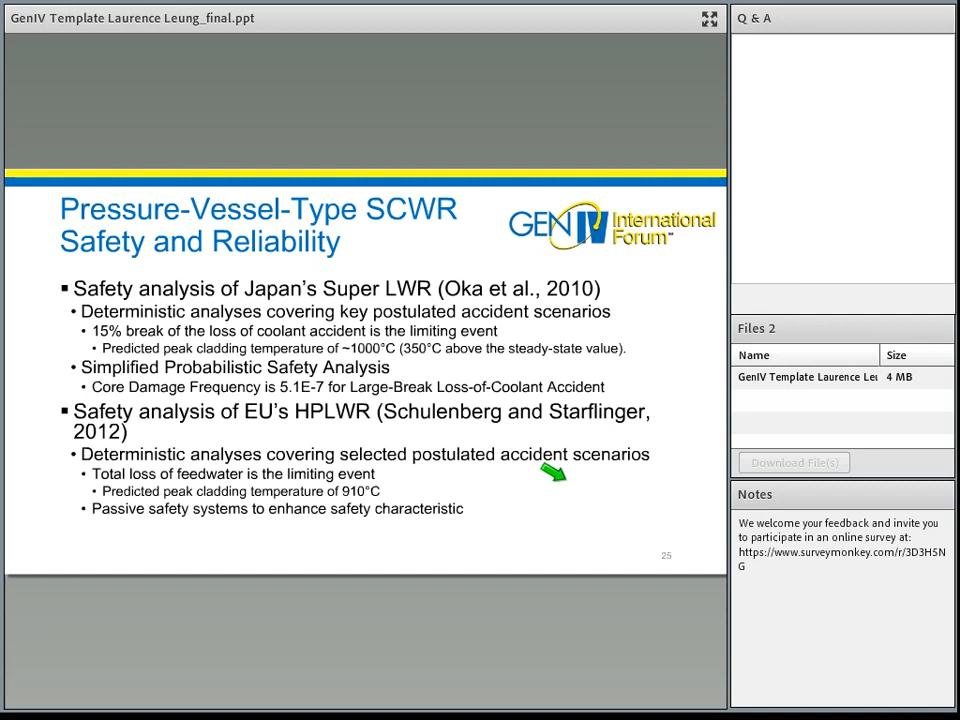 GenIV Template Laurence Leung_final.ppt
Pressure-Vessel-Type SCWR
Safety and Reliability
GEN IV International
Forum™
▪ Safety analysis of Japan's Super LWR (Oka et al., 2010)
• Deterministic analyses covering key postulated accident scenarios
• 15% break of the loss of coolant accident is the limiting event
• Predicted peak cladding temperature of ~1000°C (350°C above the steady-state value).
• Simplified Probabilistic Safety Analysis
• Core Damage Frequency is 5.1E-7 for Large-Break Loss-of-Coolant Accident
▪ Safety analysis of EU's HPLWR (Schulenberg and Starflinger,
2012)
• Deterministic analyses covering selected postulated accident scenarios
• Total loss of feedwater is the limiting event
• Predicted peak cladding temperature of 910°C
• Passive safety systems to enhance safety characteristic
25
Q & A
Files 2
Name Size
GenIV Template Laurence Leu 4 MB
Download File(s)
Notes
We welcome your feedback and invite you
to participate in an online survey at:
https://www.surveymonkey.com/r/3D3H5N
G